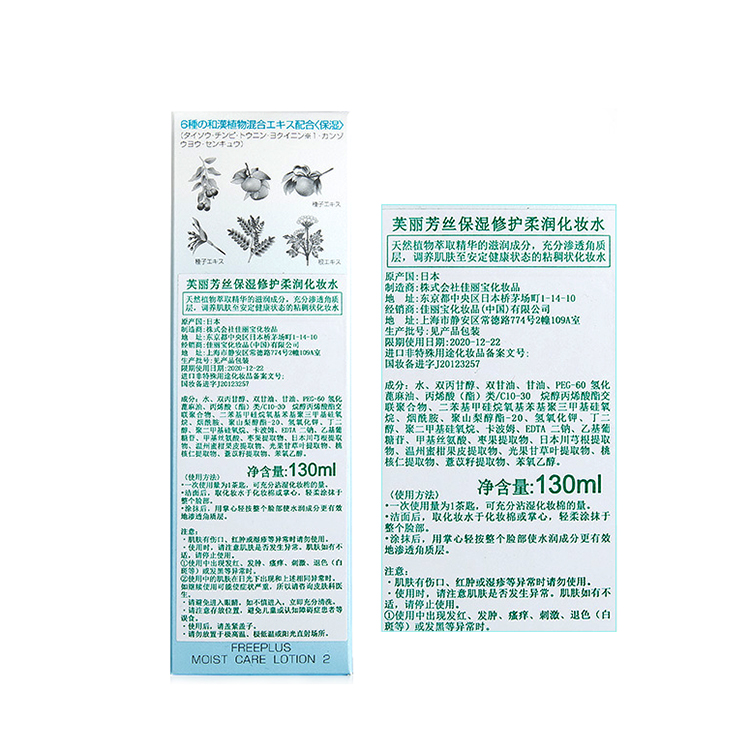 6種の和漢植物混合エキス配合〈保湿〉
(タイソウ・チンピ・トウニン・ヨクイニン※1・カンゾ
ウヨウ・センキュウ)
種子エキス
種子エキス
根エキス
芙丽芳丝保湿修护柔润化妆水
天然植物萃取精华的滋润成分，充分渗透角质
层，调养肌肤至安定健康状态的粘稠状化妆水
原产国:日本
制造商:株式会社佳丽宝化妆品
地　址:东京都中央区日本桥茅场町1-14-10
经销商:佳丽宝化妆品(中国)有限公司
地　址:上海市静安区常德路774号2幢109A室
生产批号:见产品包装
限期使用日期:2020-12-22
进口非特殊用途化妆品备案文号:
国妆备进字J20123257
成分：水、双丙甘醇、双甘油、甘油、PEG-60 氢化
蓖麻油、丙烯酸（酯）类/C10-30　烷醇丙烯酸酯交
联聚合物、二苯基甲硅烷氧基苯基聚三甲基硅氧
烷、烟酰胺、聚山梨醇酯-20、氢氧化钾、丁二
醇、聚二甲基硅氧烷、卡波姆、EDTA 二钠、乙基葡
糖苷、甲基丝氨酸、枣果提取物、日本川芎根提取
物、温州蜜柑果皮提取物、光果甘草叶提取物、桃
核仁提取物、薏苡籽提取物、苯氧乙醇。
净含量:130ml
(使用方法)
•一次使用量为1茶匙，可充分沾湿化妆棉的量。
•洁面后，取化妆水于化妆棉或掌心，轻柔涂抹于
整个脸部。
•涂抹后，用掌心轻按整个脸部使水润成分更有效
地渗透角质层。
注意：
・肌肤有伤口、红肿或湿疹等异常时请勿使用。
・使用时，请注意肌肤是否发生异常。肌肤如有不
适，请停止使用。
①使用中出现发红、发肿、瘙痒、刺激、退色（白
斑等）或发黑等异常时。
②使用中的肌肤在日光下出现和上述相同异常时。
如继续使用可能使症状严重，所以请咨询皮肤科医
生。
・请避免进入眼睛，如不慎进入，立即充分清洗。
・请注意存放位置，避免儿童或认知障碍症患者等
误食。
・使用后，请盖紧盖子。
・请勿放置于极高温、极低温或阳光直射场所。
FREEPLUS
MOIST CARE LOTION 2
芙丽芳丝保湿修护柔润化妆水
天然植物萃取精华的滋润成分，充分渗透角质
层，调养肌肤至安定健康状态的粘稠状化妆水
原产国:日本
制造商:株式会社佳丽宝化妆品
地　址:东京都中央区日本桥茅场町1-14-10
经销商:佳丽宝化妆品(中国)有限公司
地　址:上海市静安区常德路774号2幢109A室
生产批号:见产品包装
限期使用日期:2020-12-22
进口非特殊用途化妆品备案文号:
国妆备进字J20123257
成分：水、双丙甘醇、双甘油、甘油、PEG-60 氢化
蓖麻油、丙烯酸（酯）类/C10-30　烷醇丙烯酸酯交
联聚合物、二苯基甲硅烷氧基苯基聚三甲基硅氧
烷、烟酰胺、聚山梨醇酯-20、氢氧化钾、丁二
醇、聚二甲基硅氧烷、卡波姆、EDTA 二钠、乙基葡
糖苷、甲基丝氨酸、枣果提取物、日本川芎根提取
物、温州蜜柑果皮提取物、光果甘草叶提取物、桃
核仁提取物、薏苡籽提取物、苯氧乙醇。
净含量:130ml
(使用方法)
•一次使用量为1茶匙，可充分沾湿化妆棉的量。
•洁面后，取化妆水于化妆棉或掌心，轻柔涂抹于
整个脸部。
•涂抹后，用掌心轻按整个脸部使水润成分更有效
地渗透角质层。
注意：
・肌肤有伤口、红肿或湿疹等异常时请勿使用。
・使用时，请注意肌肤是否发生异常。肌肤如有不
适，请停止使用。
①使用中出现发红、发肿、瘙痒、刺激、退色（白
斑等）或发黑等异常时。